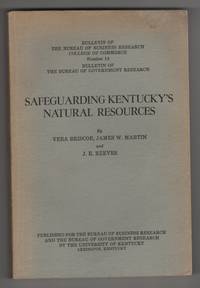 BULLETIN OF
THE BUREAU OF BUSINESS RESEARCH
COLLEGE OF COMMERCE
Number 14
BULLETIN OF
THE BUREAU OF GOVERNMENT RESEARCH
SAFEGUARDING KENTUCKY'S
NATURAL RESOURCES
By
VERA BRISCOE, JAMES W. MARTIN
and
J. E. REEVES
PUBLISHED FOR THE BUREAU OF BUSINESS RESEARCH
AND THE BUREAU OF GOVERNMENT RESEARCH
BY THE UNIVERSITY OF KENTUCKY
LEXINGTON, KENTUCKY